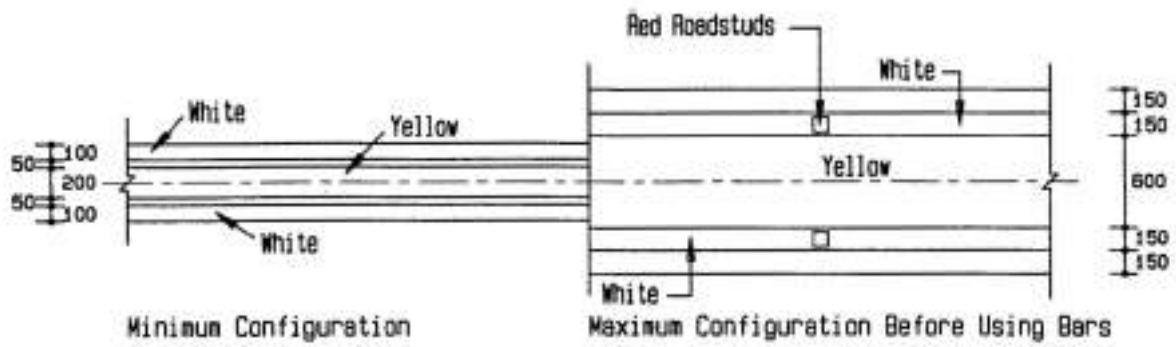 Red Roadstuds
White
White
Yellow
50
100
200
50
100
White
Yellow
White
150
150
600
150
150
Minimum Configuration
Maximum Configuration Before Using Bars